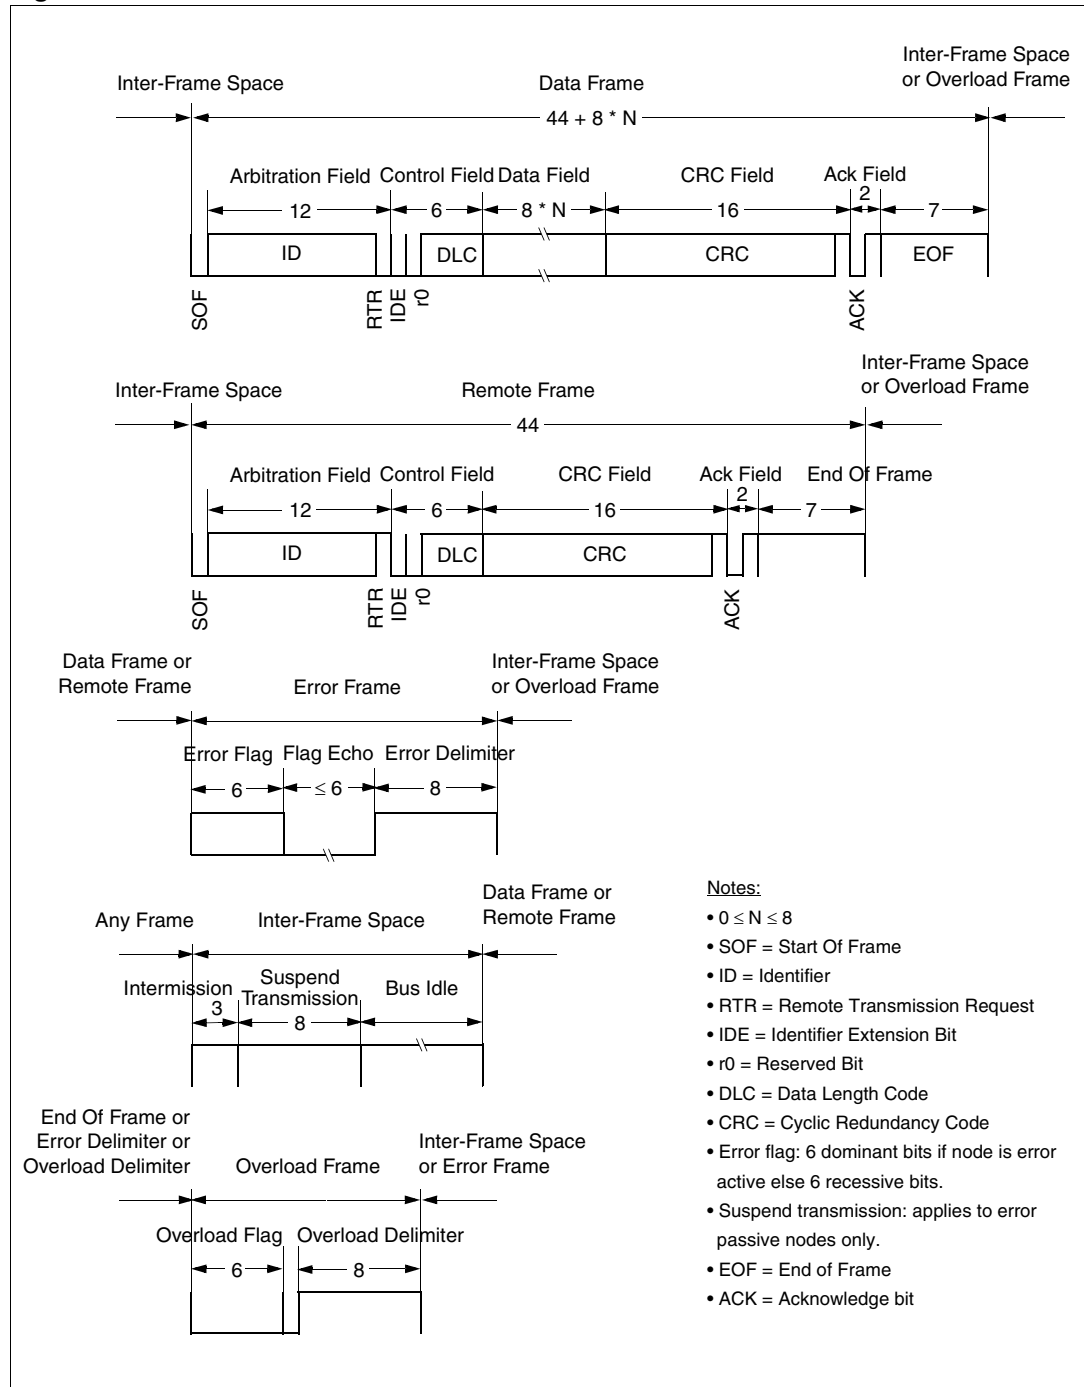 Inter-Frame Space
Data Frame
Inter-Frame Space
or Overload Frame
44 + 8 * N
Arbitration Field Control Field Data Field CRC Field Ack Field
12 6 8 * N 16 2 7
ID DLC CRC EOF
SOF RTR IDE r0 ACK
Inter-Frame Space
Remote Frame
Inter-Frame Space
or Overload Frame
44
Arbitration Field Control Field CRC Field Ack Field End Of Frame
12 6 16 2 7
ID DLC CRC
SOF RTR IDE r0 ACK
Data Frame or
Remote Frame
Error Frame
Inter-Frame Space
or Overload Frame
Error Flag Flag Echo Error Delimiter
6 ≤ 6 8
Any Frame
Inter-Frame Space
Data Frame or
Remote Frame
Intermission
Suspend
Transmission
Bus Idle
3 8
End Of Frame or
Error Delimiter or
Overload Delimiter
Overload Frame
Inter-Frame Space
or Error Frame
Overload Flag Overload Delimiter
6 8
Notes:
• 0 ≤ N ≤ 8
• SOF = Start Of Frame
• ID = Identifier
• RTR = Remote Transmission Request
• IDE = Identifier Extension Bit
• r0 = Reserved Bit
• DLC = Data Length Code
• CRC = Cyclic Redundancy Code
• Error flag: 6 dominant bits if node is error
active else 6 recessive bits.
• Suspend transmission: applies to error
passive nodes only.
• EOF = End of Frame
• ACK = Acknowledge bit